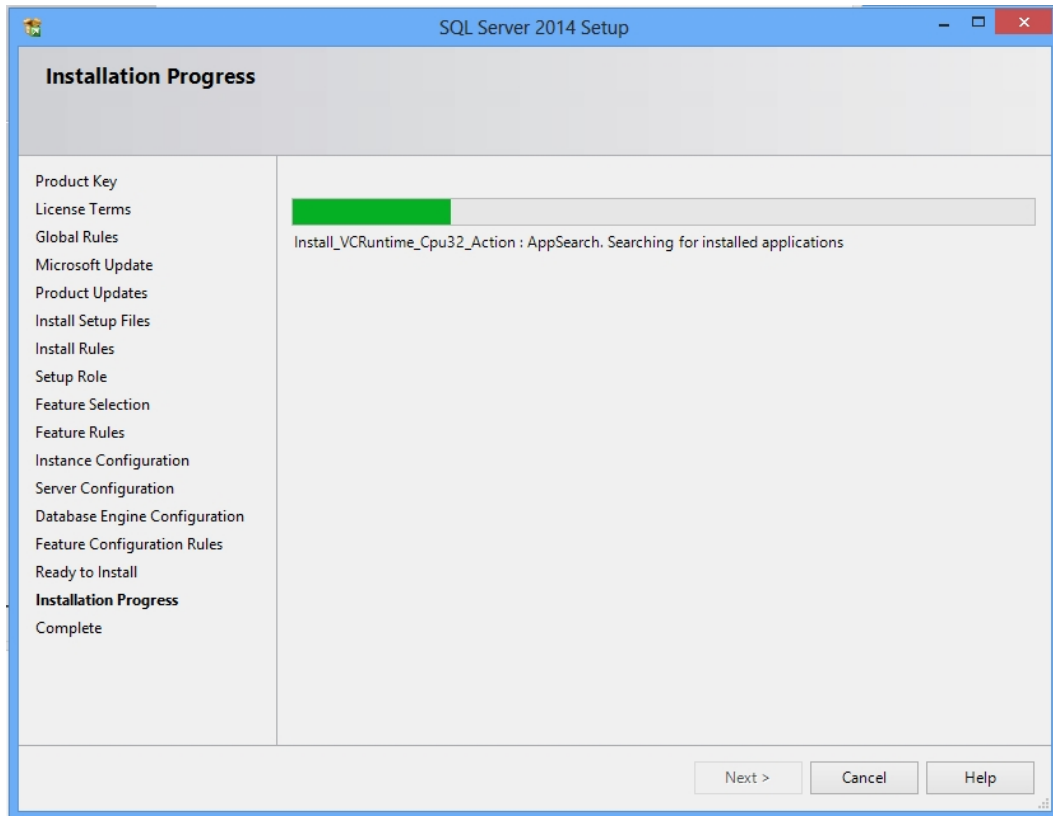 SQL Server 2014 Setup
Installation Progress
Product Key
License Terms
Global Rules
Microsoft Update
Product Updates
Install Setup Files
Install Rules
Setup Role
Feature Selection
Feature Rules
Instance Configuration
Server Configuration
Database Engine Configuration
Feature Configuration Rules
Ready to Install
Installation Progress
Complete
Install_VCRuntime_Cpu32_Action : AppSearch. Searching for installed applications
Next > Cancel Help